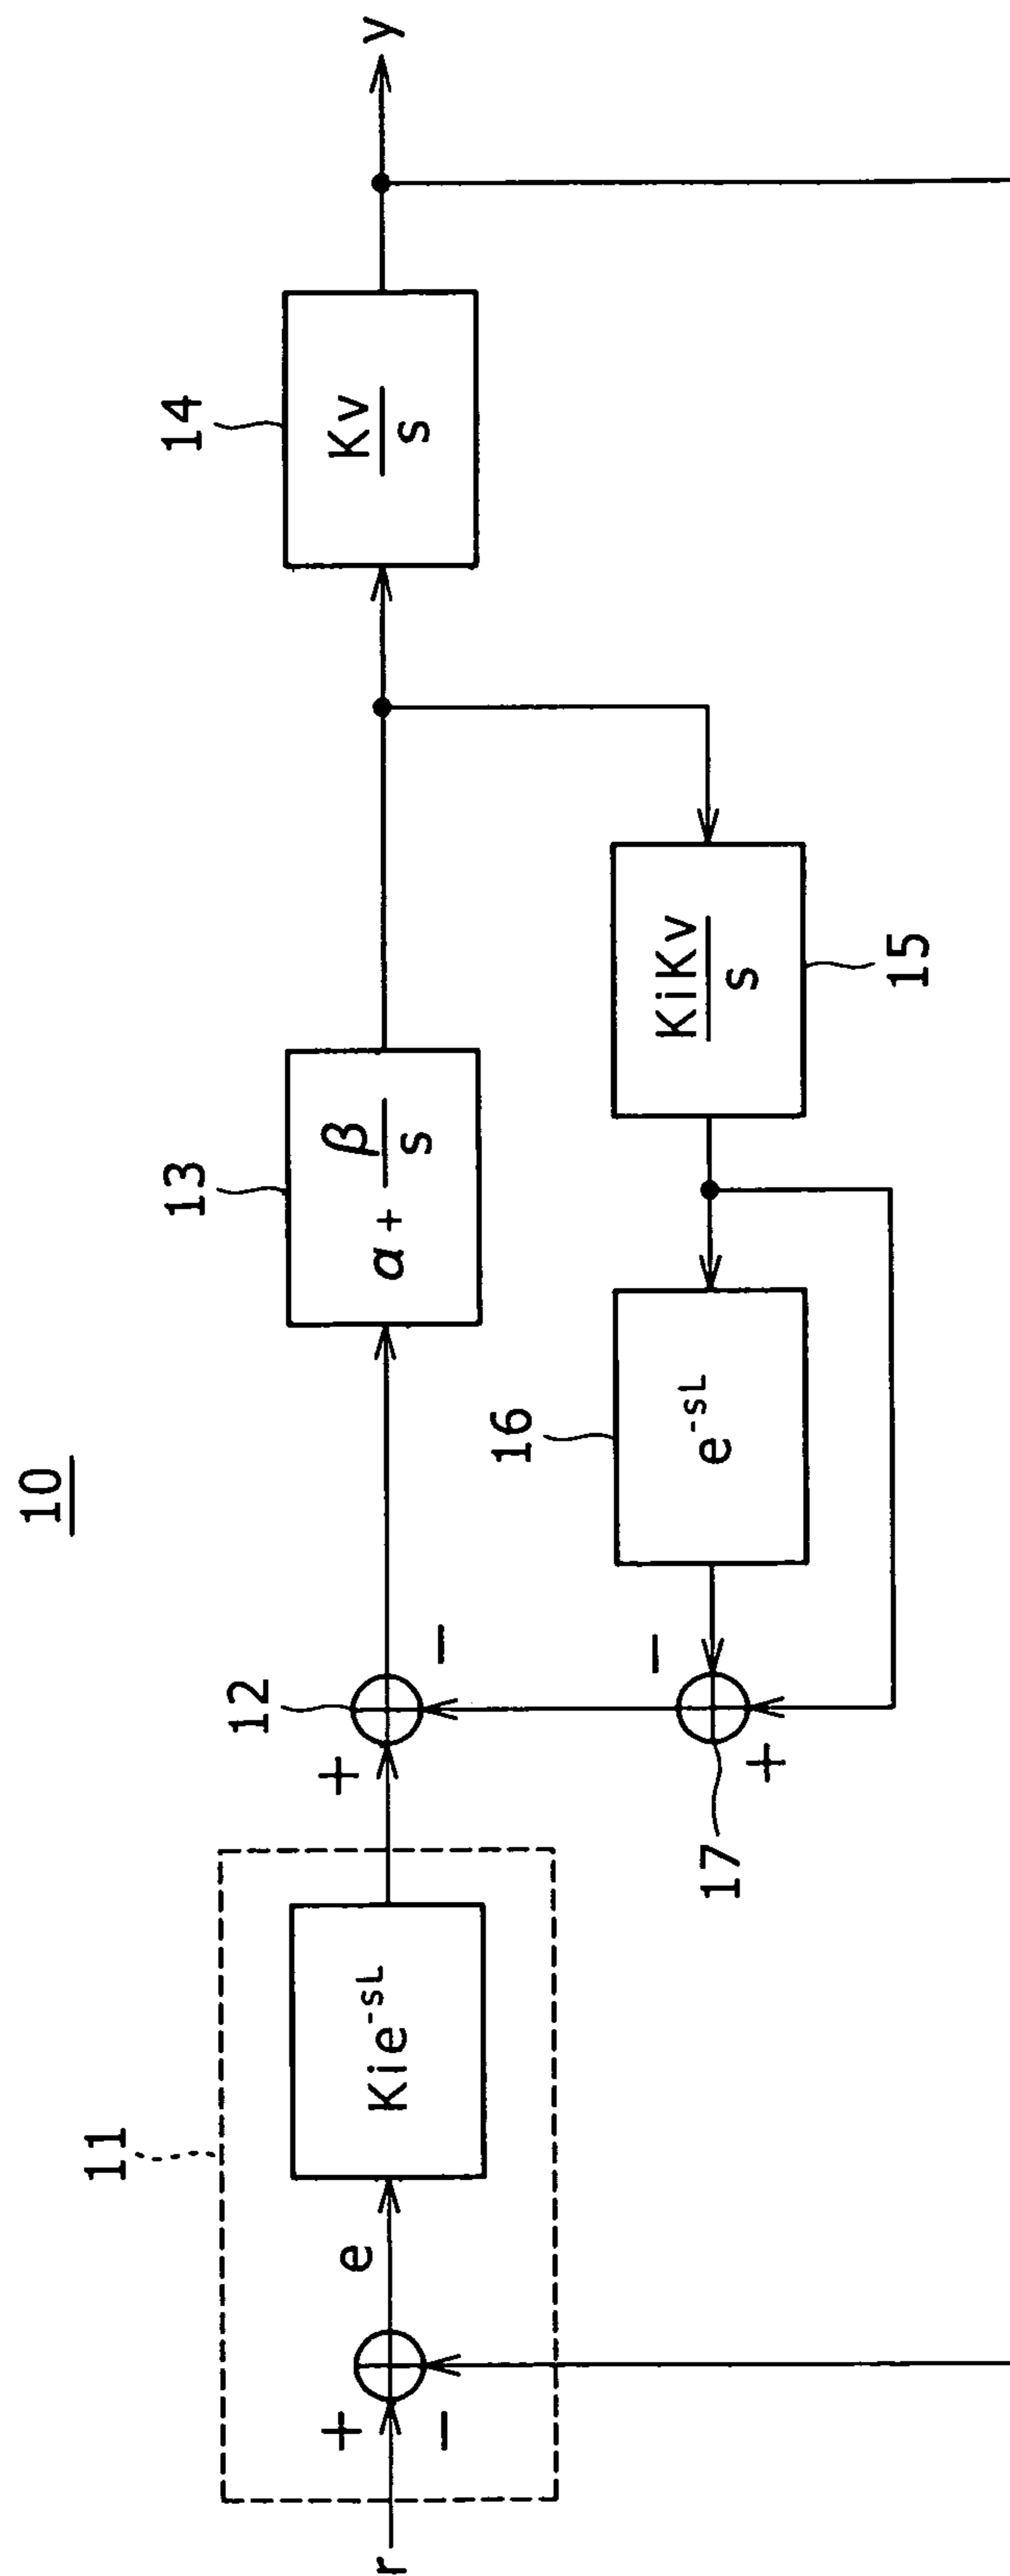 10
11
r
+
−
e
Kie^-sL
12
+
−
13
α + β/s
14
Kv/s
y
17
−
+
16
e^-sL
15
KiKv/s